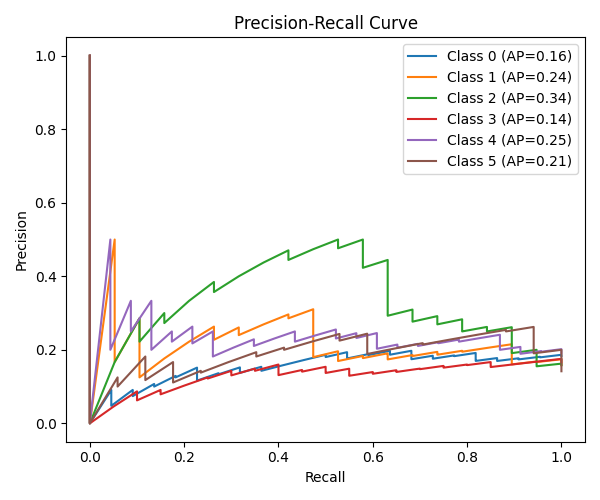 Precision-Recall Curve
Class 0 (AP=0.16)
Class 1 (AP=0.24)
Class 2 (AP=0.34)
Class 3 (AP=0.14)
Class 4 (AP=0.25)
Class 5 (AP=0.21)
Precision
1.0
0.8
0.6
0.4
0.2
0.0
0.0 0.2 0.4 0.6 0.8 1.0
Recall